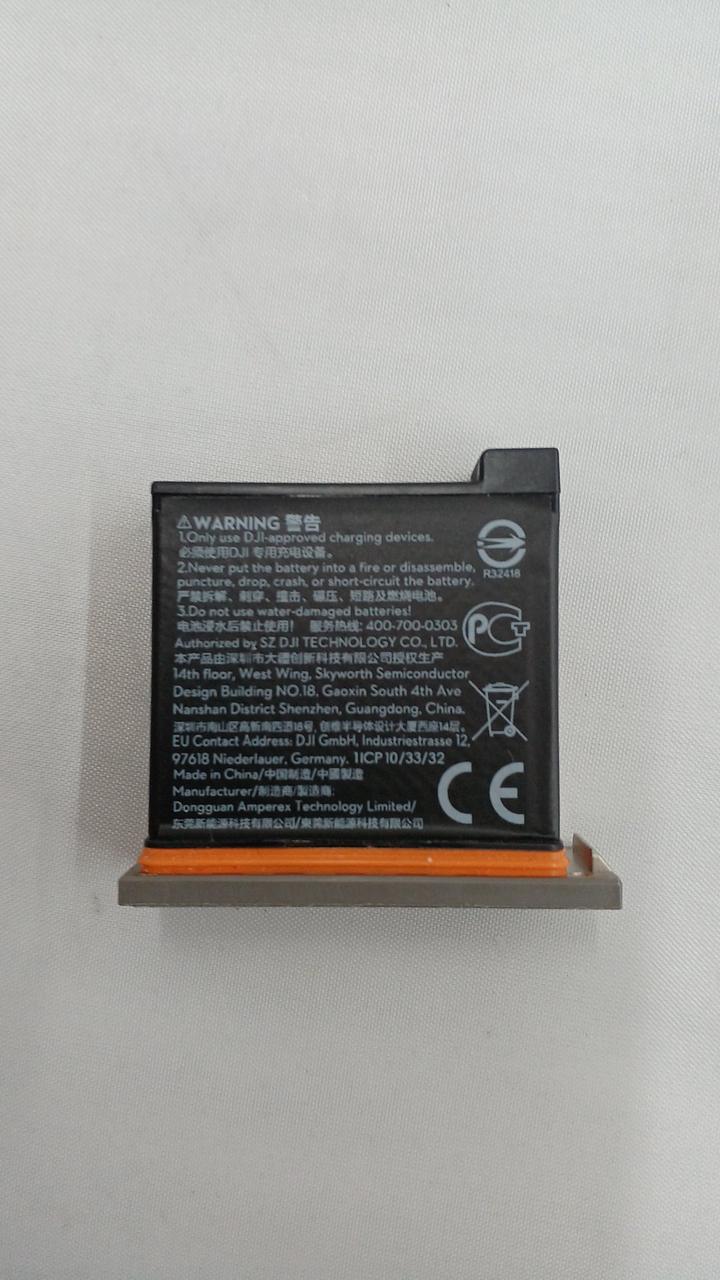 ⚠WARNING 警告
1.Only use DJI-approved charging devices.
必须使用DJI 专用充电设备。
2.Never put the battery into a fire or disassemble,
puncture, drop, crash, or short-circuit the battery.
严禁拆解、刺穿、撞击、碾压、短路及燃烧电池。
3.Do not use water-damaged batteries!
电池浸水后禁止使用! 服务热线: 400-700-0303
Authorized by SZ DJI TECHNOLOGY CO., LTD.
本产品由深圳市大疆创新科技有限公司授权生产
14th floor, West Wing, Skyworth Semiconductor
Design Building NO.18, Gaoxin South 4th Ave
Nanshan District Shenzhen, Guangdong, China.
深圳市南山区高新南四道18号, 创维半导体设计大厦西座14层。
EU Contact Address: DJI GmbH, Industriestrasse 12,
97618 Niederlauer, Germany. 1ICP10/33/32
Made in China/中国制造/中國製造
Manufacturer/制造商/製造商:
Dongguan Amperex Technology Limited/
东莞新能源科技有限公司/東莞新能源科技有限公司
R32418
PCT
CE